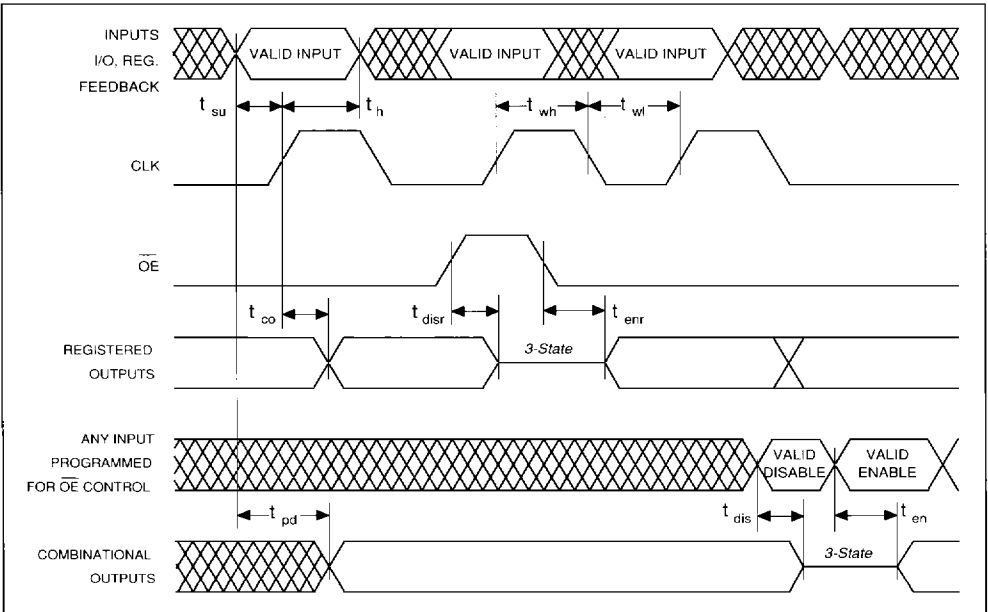 INPUTS
I/O, REG.
FEEDBACK
VALID INPUT
VALID INPUT
VALID INPUT
t su
t h
t wh
t wl
CLK
OE
t co
t disr
t enr
REGISTERED
OUTPUTS
3-State
ANY INPUT
PROGRAMMED
FOR OE CONTROL
VALID
DISABLE
VALID
ENABLE
t pd
t dis
t en
COMBINATIONAL
OUTPUTS
3-State